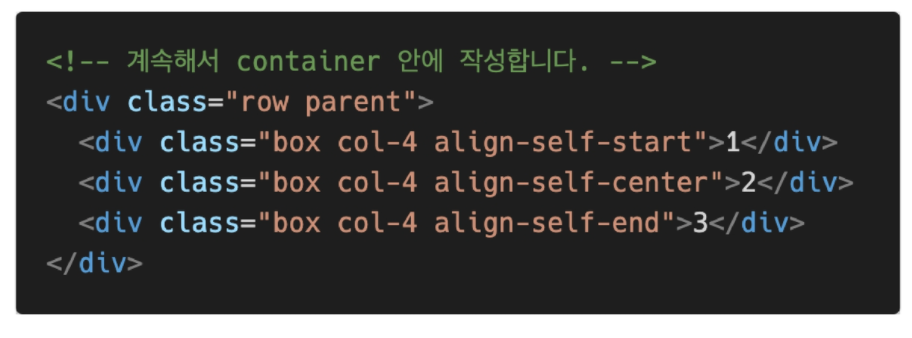 <!-- 계속해서 container 안에 작성합니다. -->
<div class="row parent">
  <div class="box col-4 align-self-start">1</div>
  <div class="box col-4 align-self-center">2</div>
  <div class="box col-4 align-self-end">3</div>
</div>